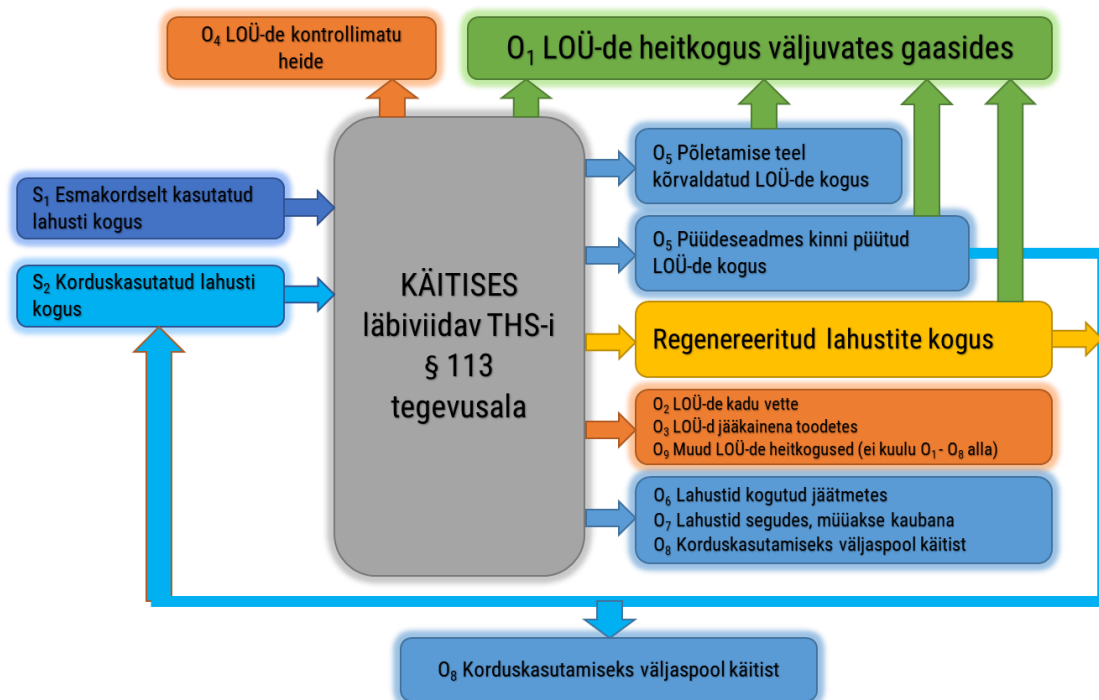 O₄ LOÜ-de kontrollimatu
heide
O₁ LOÜ-de heitkogus väljuvates gaasides
S₁ Esmakordselt kasutatud
lahusti kogus
S₂ Korduskasutatud lahusti
kogus
KÄITISES
läbiviidav THS-i
§ 113
tegevusala
O₅ Põletamise teel
kõrvaldatud LOÜ-de kogus
O₅ Püüdeseadmes kinni püütud
LOÜ-de kogus
Regenereeritud lahustite kogus
O₂ LOÜ-de kadu vette
O₃ LOÜ-d jääkainena toodetes
O₉ Muud LOÜ-de heitkogused (ei kuulu O₁- O₈ alla)
O₆ Lahustid kogutud jäätmetes
O₇ Lahustid segudes, müüakse kaubana
O₈ Korduskasutamiseks väljaspool käitist
O₈ Korduskasutamiseks väljaspool käitist